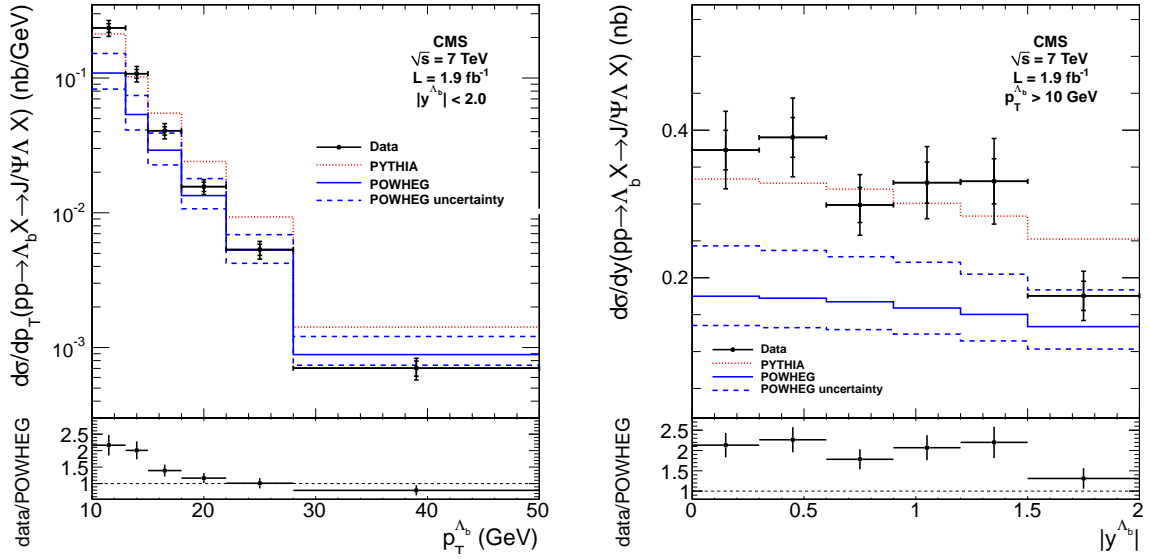 dσ/dp_T(pp→Λ_b X→J/Ψ Λ X) (nb/GeV)
10⁻¹
10⁻²
10⁻³
CMS
√s = 7 TeV
L = 1.9 fb⁻¹
|y^Λ_b| < 2.0
Data
PYTHIA
POWHEG
POWHEG uncertainty
data/POWHEG
2.5
2
1.5
1
10 20 30 40 50
p_T^Λ_b (GeV)
dσ/dy(pp→Λ_b X→J/Ψ Λ X) (nb)
0.4
0.2
CMS
√s = 7 TeV
L = 1.9 fb⁻¹
p_T^Λ_b > 10 GeV
Data
PYTHIA
POWHEG
POWHEG uncertainty
data/POWHEG
2.5
2
1.5
1
0 0.5 1 1.5 2
|y^Λ_b|